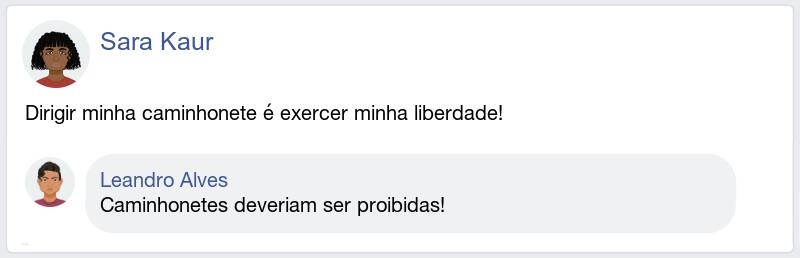 Sara Kaur
Dirigir minha caminhonete é exercer minha liberdade!
Leandro Alves
Caminhonetes deveriam ser proibidas!